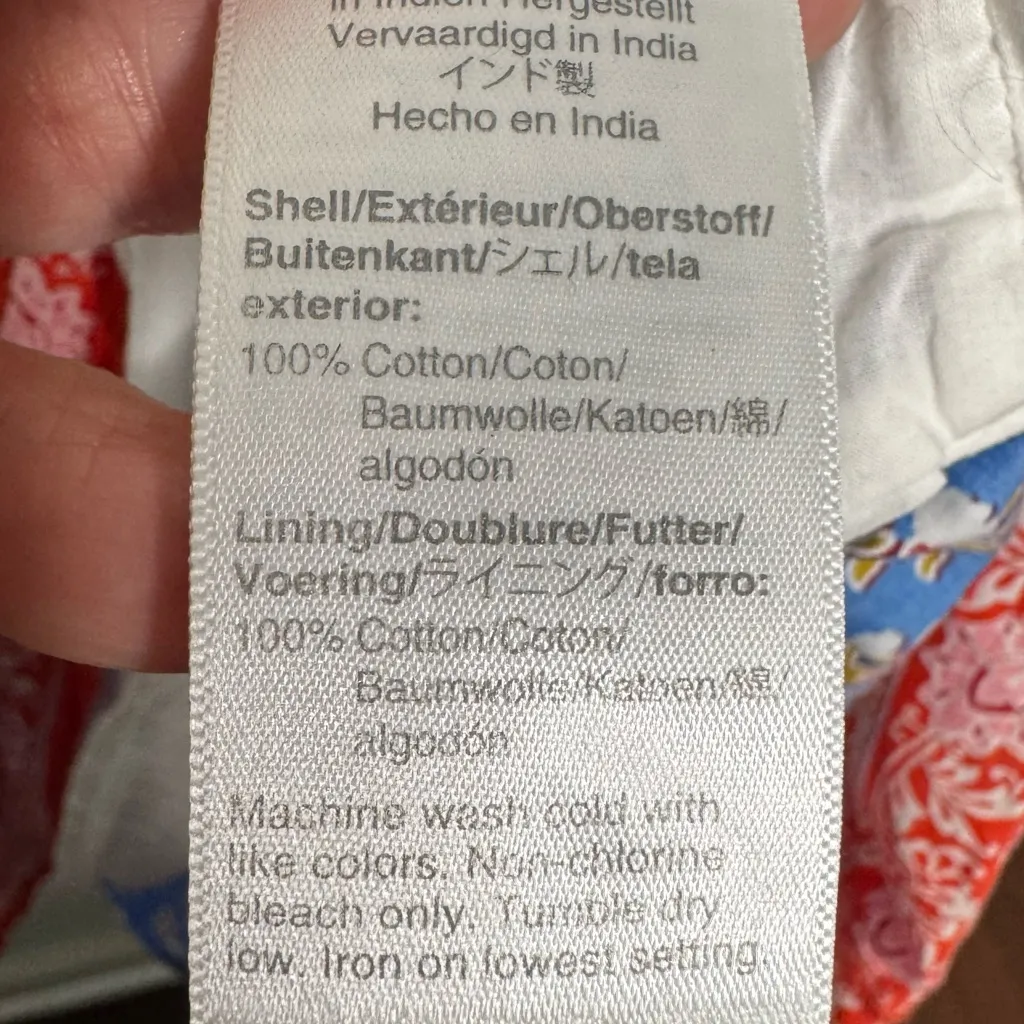 in Indien Hergestellt
Vervaardigd in India
インド製
Hecho en India
Shell/Extérieur/Oberstoff/
Buitenkant/シェル/tela
exterior:
100% Cotton/Coton/
Baumwolle/Katoen/綿/
algodón
Lining/Doublure/Futter/
Voering/ライニング/forro:
100% Cotton/Coton/
Baumwolle/Katoen/綿/
algodón
Machine wash cold with
like colors. Non-chlorine
bleach only. Tumble dry
low. Iron on lowest setting.